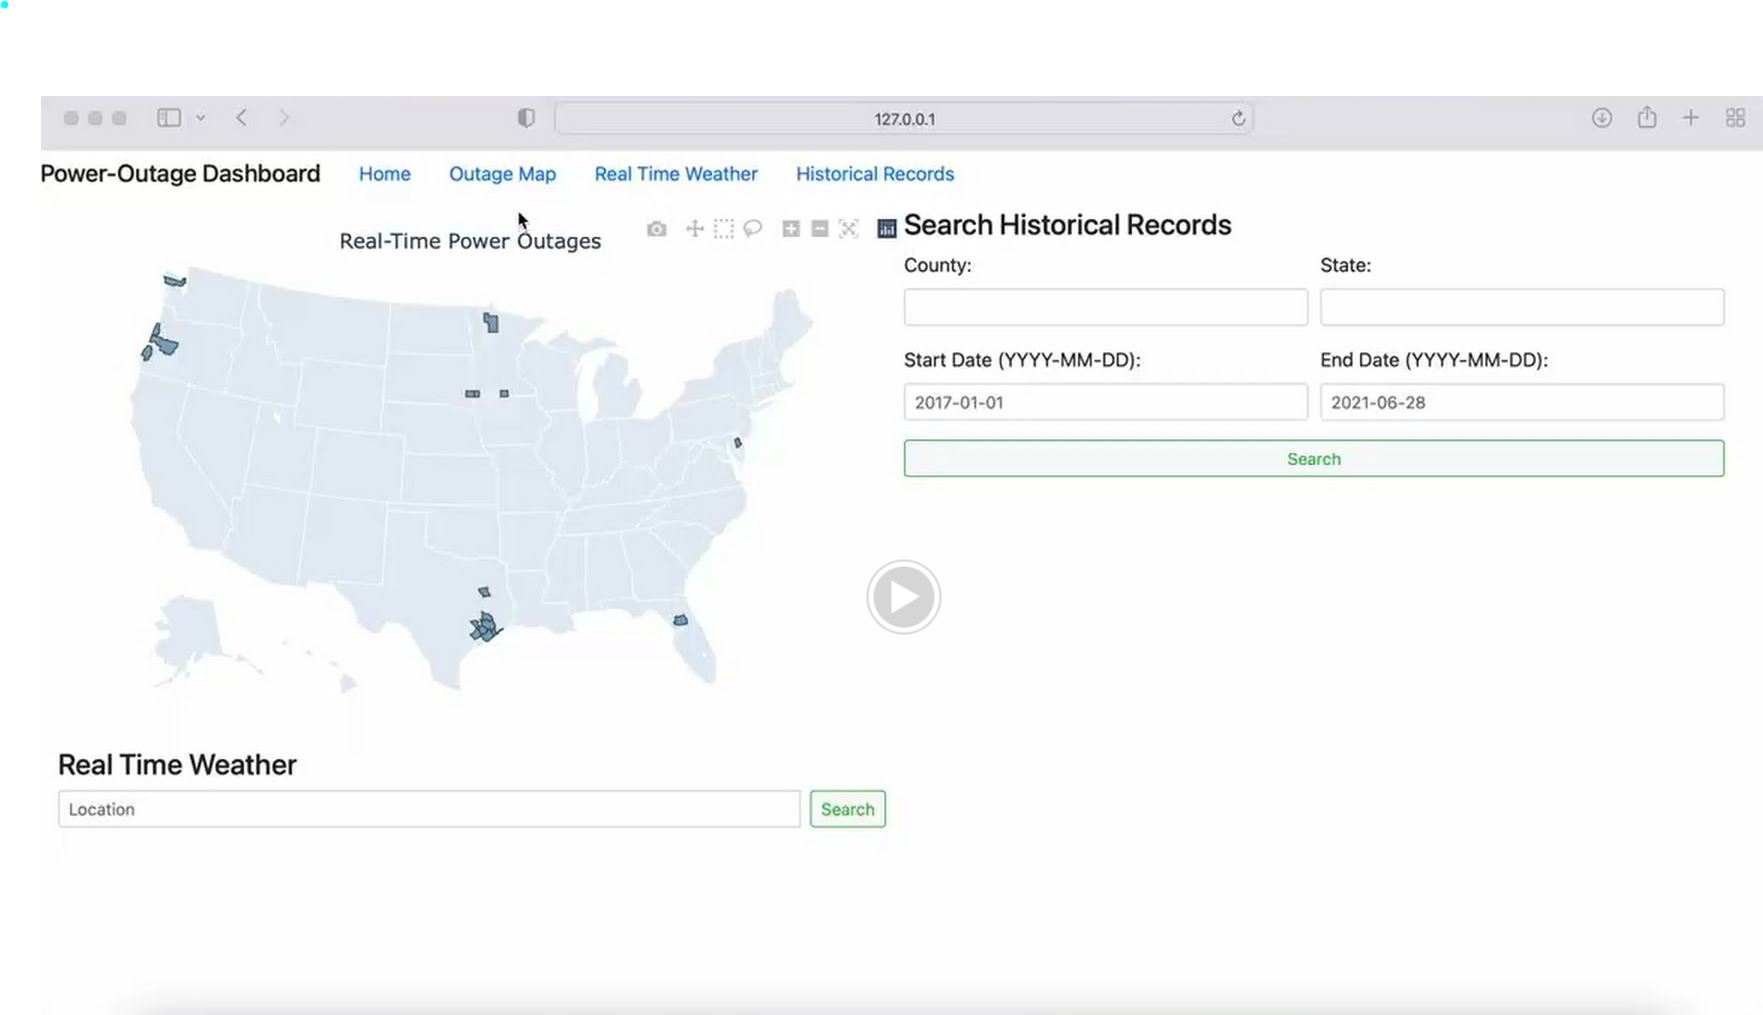 127.0.0.1
Power-Outage Dashboard Home Outage Map Real Time Weather Historical Records
Real-Time Power Outages
Search Historical Records
County:
State:
Start Date (YYYY-MM-DD):
End Date (YYYY-MM-DD):
2017-01-01
2021-06-28
Search
Real Time Weather
Location
Search